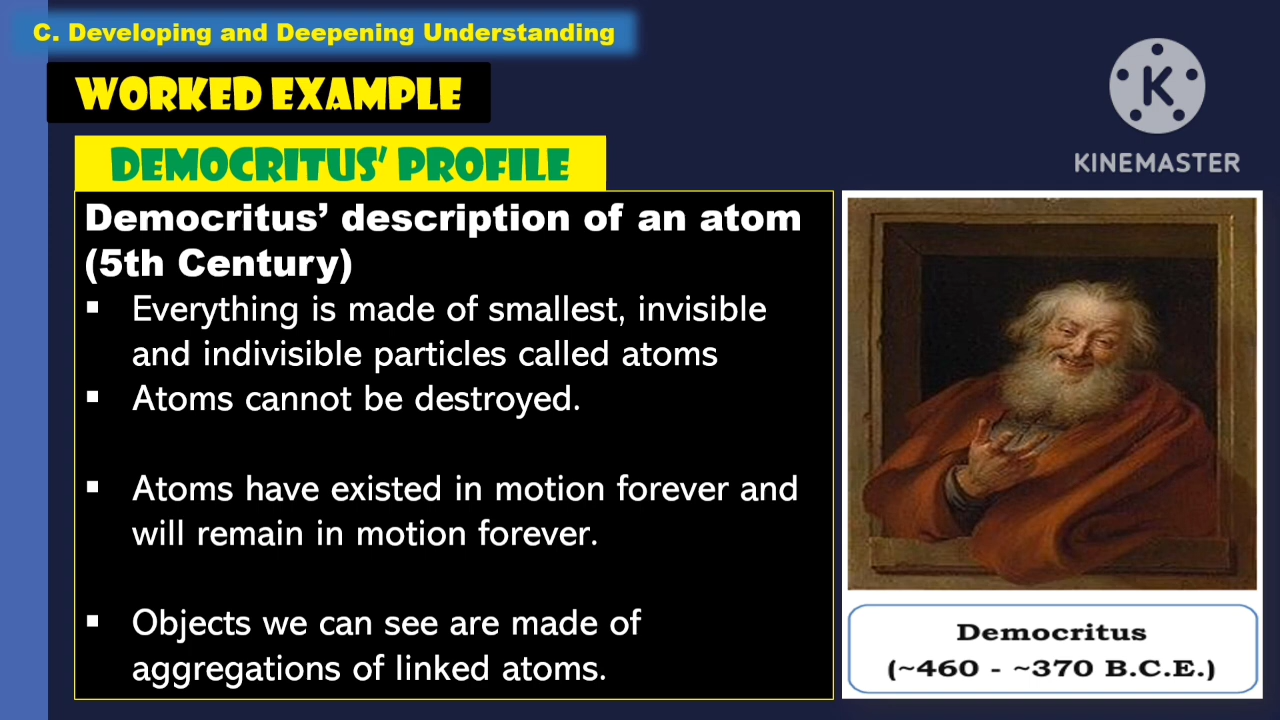 C. Developing and Deepening Understanding
WORKED EXAMPLE
K
KINEMASTER
DEMOCRITUS' PROFILE
Democritus’ description of an atom
(5th Century)
▪ Everything is made of smallest, invisible
and indivisible particles called atoms
▪ Atoms cannot be destroyed.
▪ Atoms have existed in motion forever and
will remain in motion forever.
▪ Objects we can see are made of
aggregations of linked atoms.
Democritus
(~460 - ~370 B.C.E.)